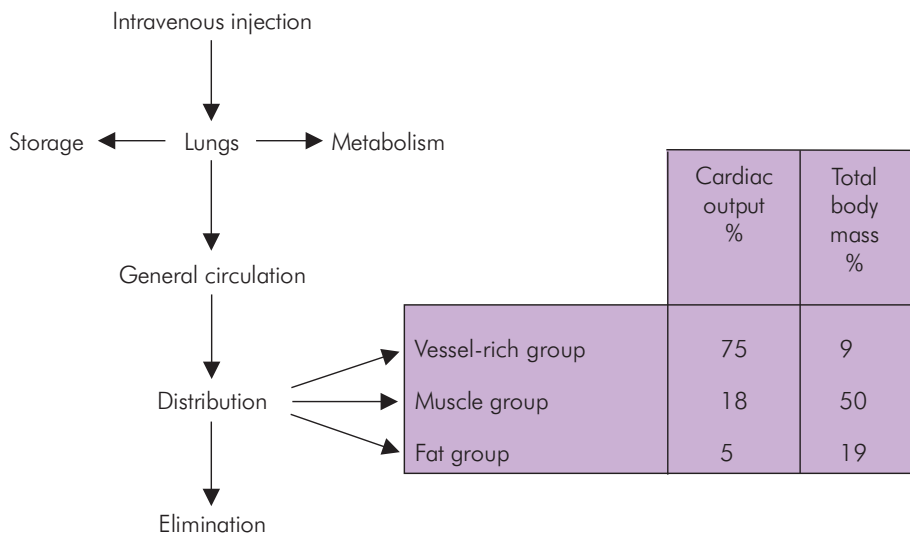 Intravenous injection
Storage
Lungs
Metabolism
General circulation
Distribution
Elimination
Cardiac
output
%
Total
body
mass
%
Vessel-rich group 75 9
Muscle group 18 50
Fat group 5 19